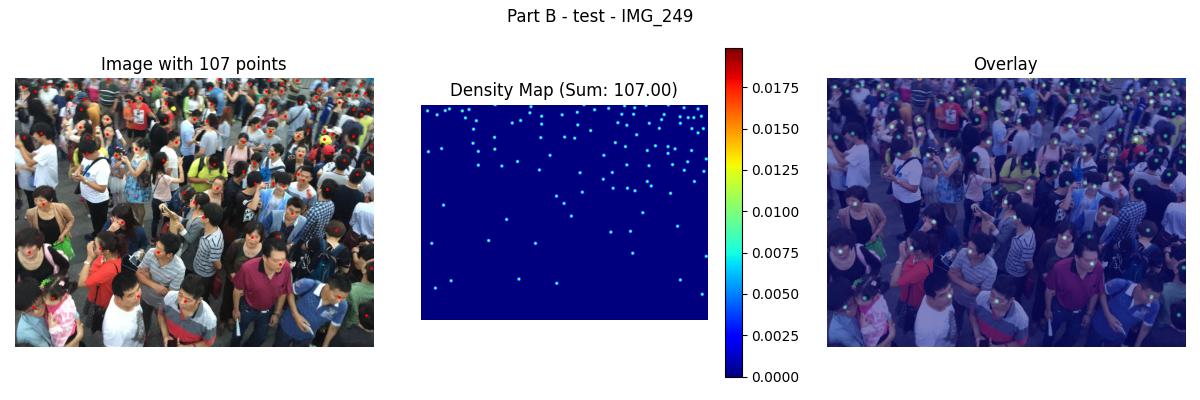 Part B - test - IMG_249
Image with 107 points
Density Map (Sum: 107.00)
Overlay
0.0175
0.0150
0.0125
0.0100
0.0075
0.0050
0.0025
0.0000